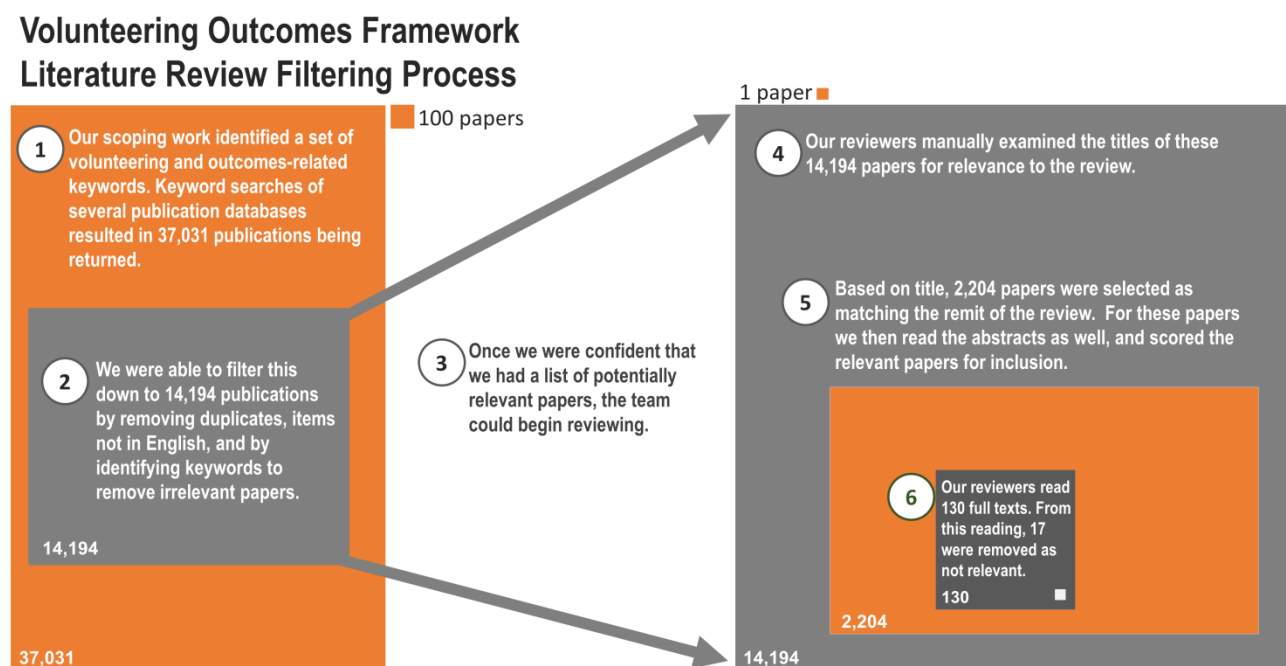 Volunteering Outcomes Framework
Literature Review Filtering Process
100 papers
1 paper
1
Our scoping work identified a set of
volunteering and outcomes-related
keywords. Keyword searches of
several publication databases
resulted in 37,031 publications being
returned.
2
We were able to filter this
down to 14,194 publications
by removing duplicates, items
not in English, and by
identifying keywords to
remove irrelevant papers.
14,194
37,031
3
Once we were confident that
we had a list of potentially
relevant papers, the team
could begin reviewing.
4
Our reviewers manually examined the titles of these
14,194 papers for relevance to the review.
5
Based on title, 2,204 papers were selected as
matching the remit of the review.  For these papers
we then read the abstracts as well, and scored the
relevant papers for inclusion.
6
Our reviewers read
130 full texts. From
this reading, 17
were removed as
not relevant.
130
2,204
14,194